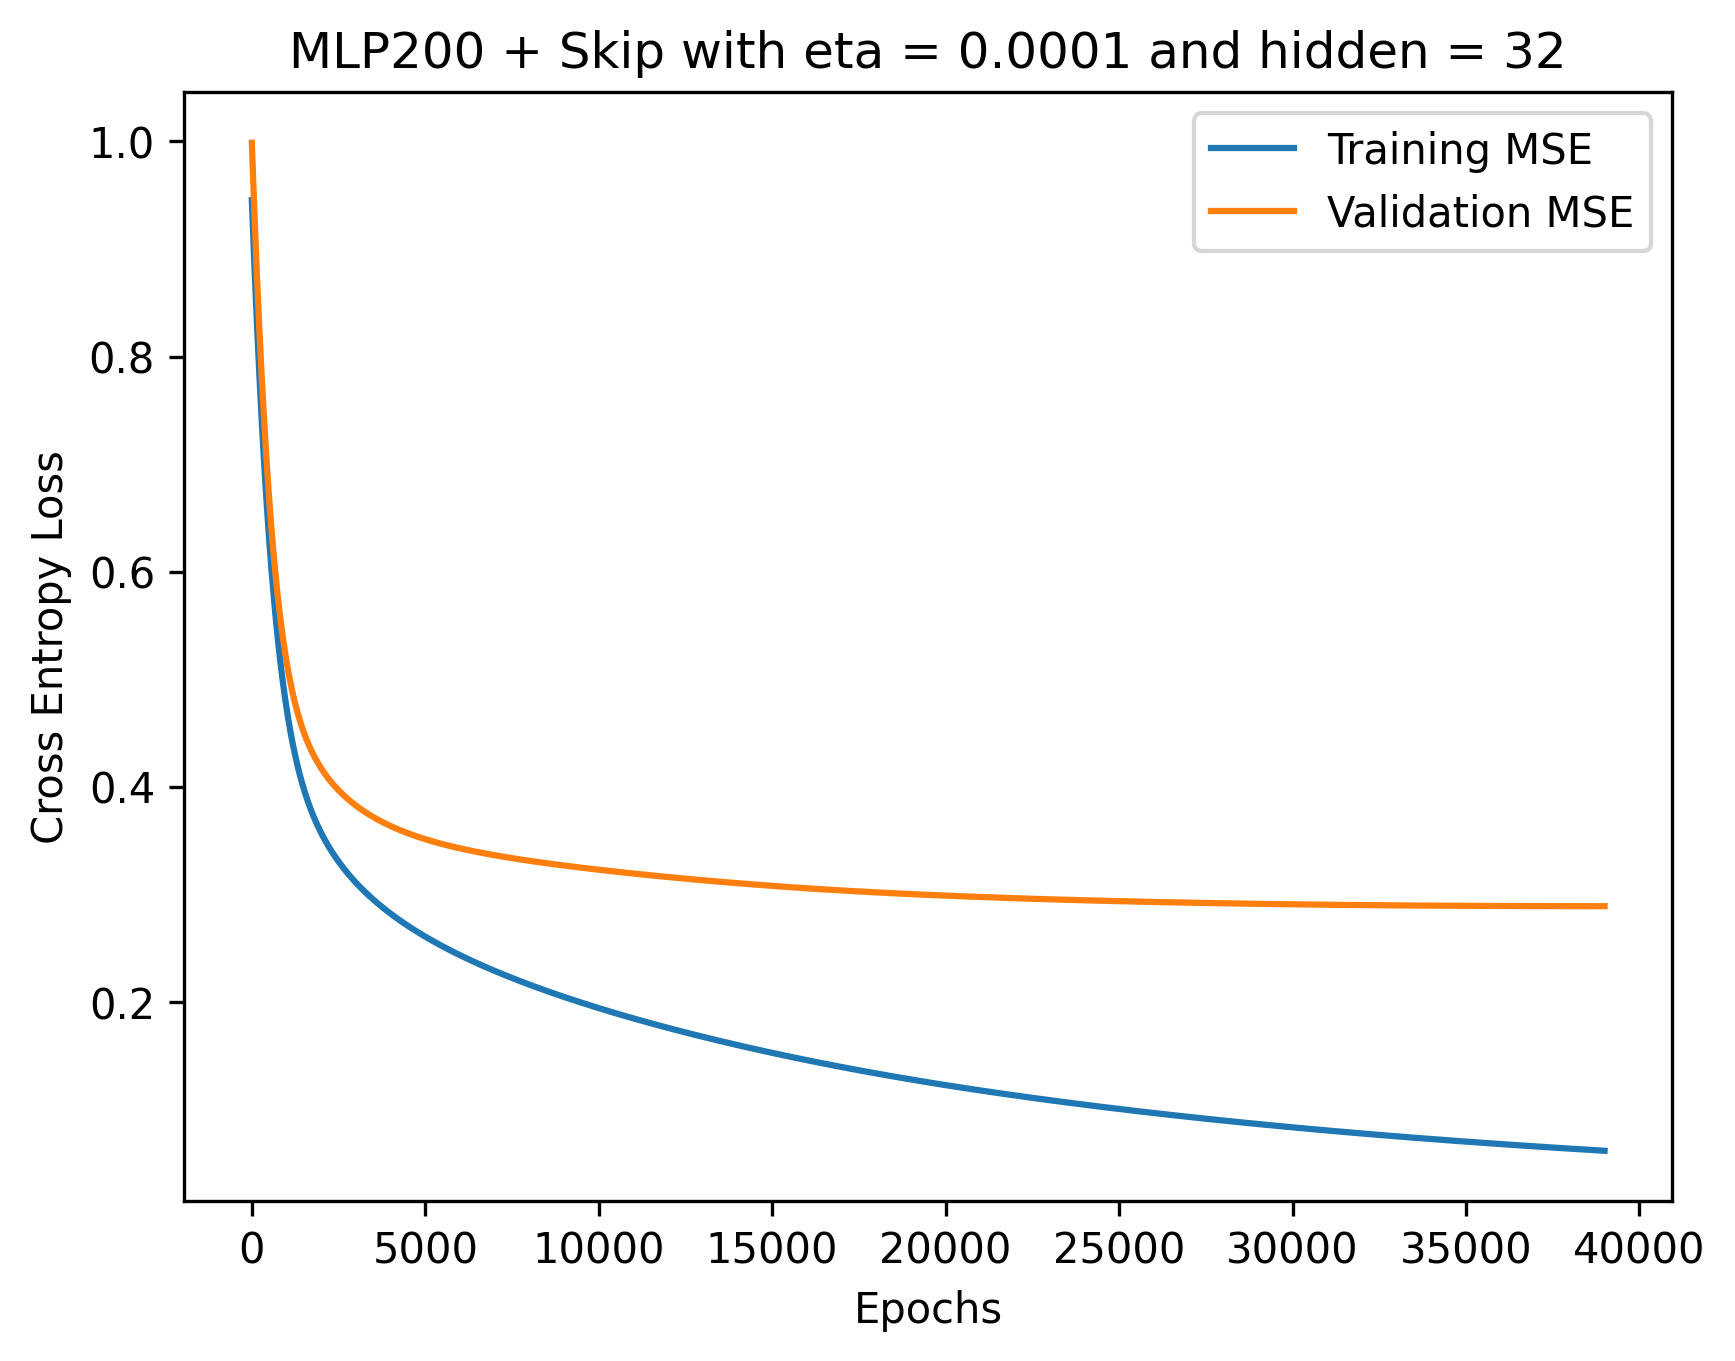 MLP200 + Skip with eta = 0.0001 and hidden = 32
Training MSE
Validation MSE
Cross Entropy Loss
1.0
0.8
0.6
0.4
0.2
0 5000 10000 15000 20000 25000 30000 35000 40000
Epochs